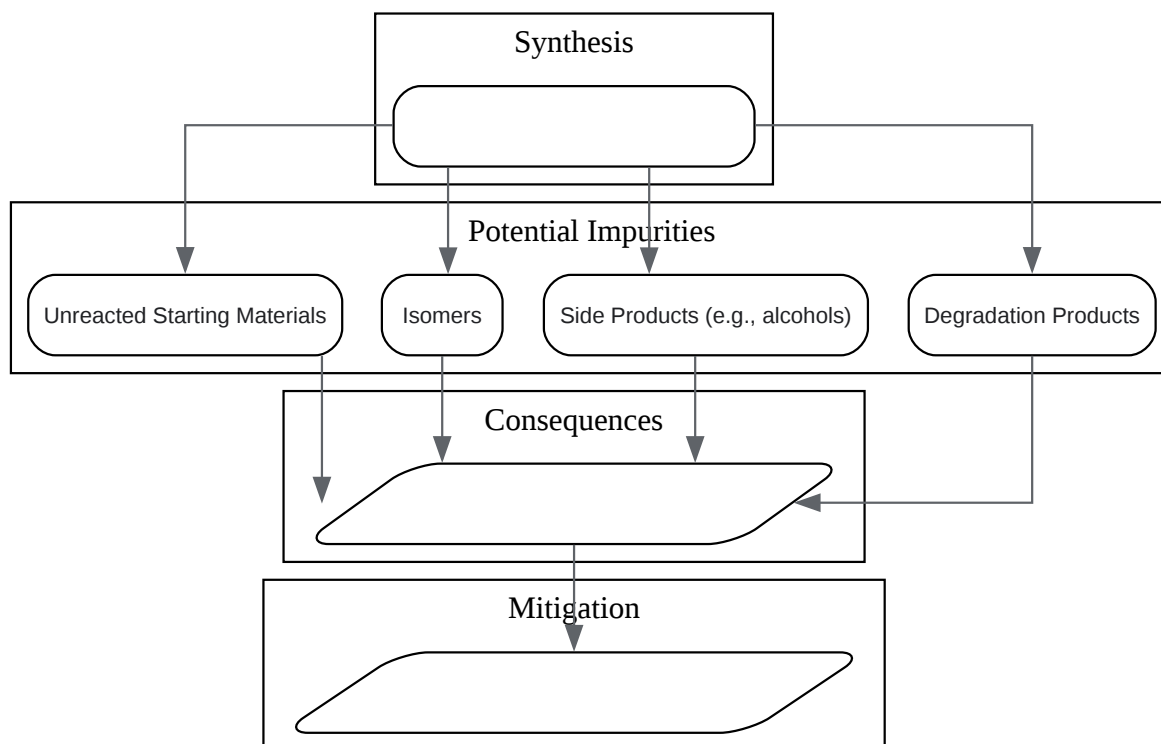 Synthesis
Potential Impurities
Unreacted Starting Materials
Isomers
Side Products (e.g., alcohols)
Degradation Products
Consequences
Mitigation